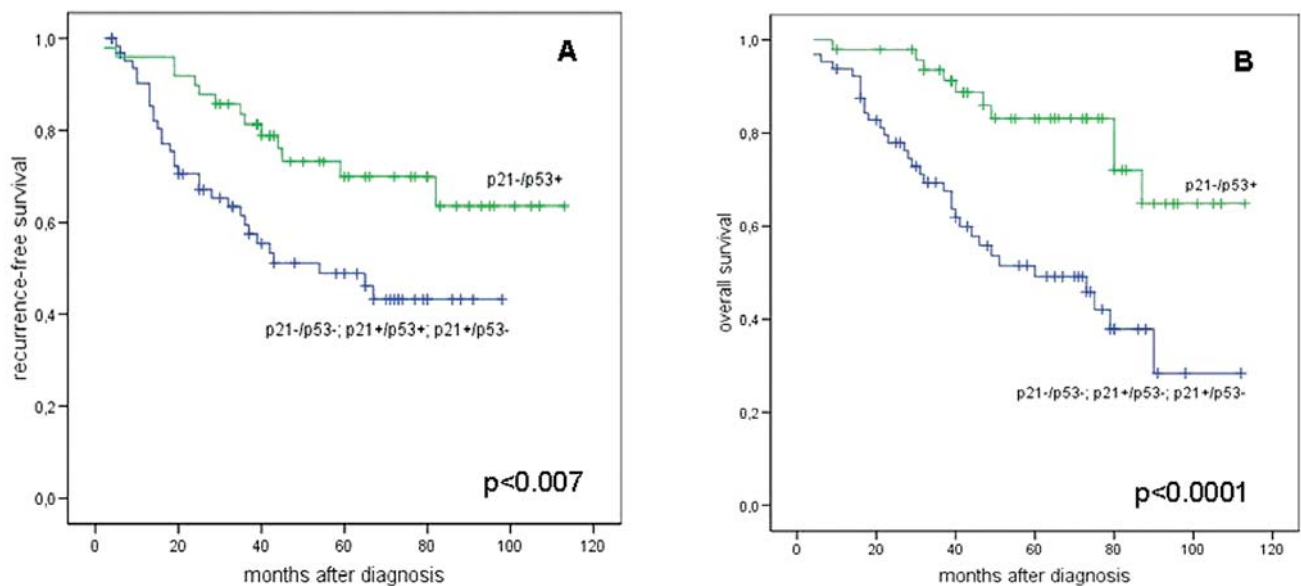 A
1,0
0,8
0,6
0,4
0,2
0,0
recurrence-free survival
p21-/p53+
p21-/p53-; p21+/p53+; p21+/p53-
p<0.007
0 20 40 60 80 100 120
months after diagnosis
B
1,0
0,8
0,6
0,4
0,2
0,0
overall survival
p21-/p53+
p21-/p53-; p21+/p53-; p21+/p53-
p<0.0001
0 20 40 60 80 100 120
months after diagnosis